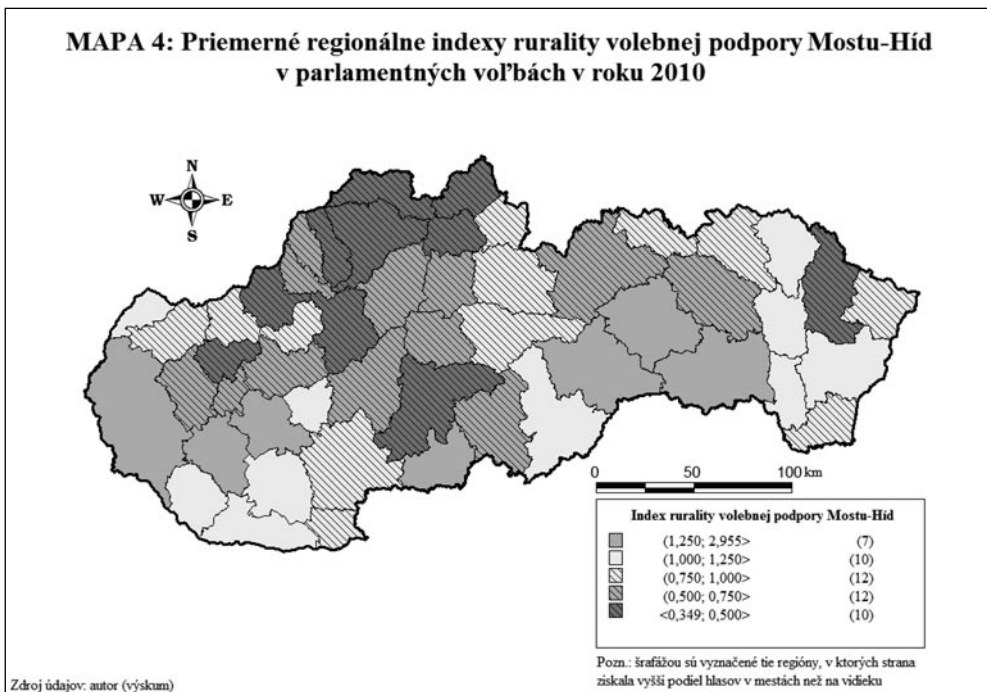 MAPA 4: Priemerné regionálne indexy rurality volebnej podpory Mostu-Híd
v parlamentných voľbách v roku 2010
N
W E
S
0 50 100 km
Index rurality volebnej podpory Mostu-Híd
(1,250; 2,955> (7)
(1,000; 1,250> (10)
(0,750; 1,000> (12)
(0,500; 0,750> (12)
<0,349; 0,500> (10)
Pozn.: šrafážou sú vyznačené tie regióny, v ktorých strana
získala vyšší podiel hlasov v mestách než na vidieku
Zdroj údajov: autor (výskum)